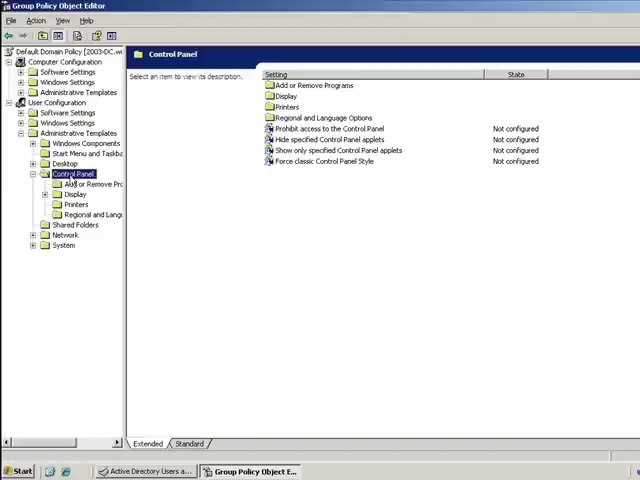 Group Policy Object Editor
File Action View Help
Default Domain Policy [2003-DC.w
Computer Configuration
Software Settings
Windows Settings
Administrative Templates
User Configuration
Software Settings
Windows Settings
Administrative Templates
Windows Components
Start Menu and Taskba
Desktop
Control Panel
Add or Remove Pro
Display
Printers
Regional and Lang
Shared Folders
Network
System
Control Panel
Select an item to view its description.
Setting State
Add or Remove Programs
Display
Printers
Regional and Language Options
Prohibit access to the Control Panel Not configured
Hide specified Control Panel applets Not configured
Show only specified Control Panel applets Not configured
Force classic Control Panel Style Not configured
Extended Standard
Start Active Directory Users a... Group Policy Object E...